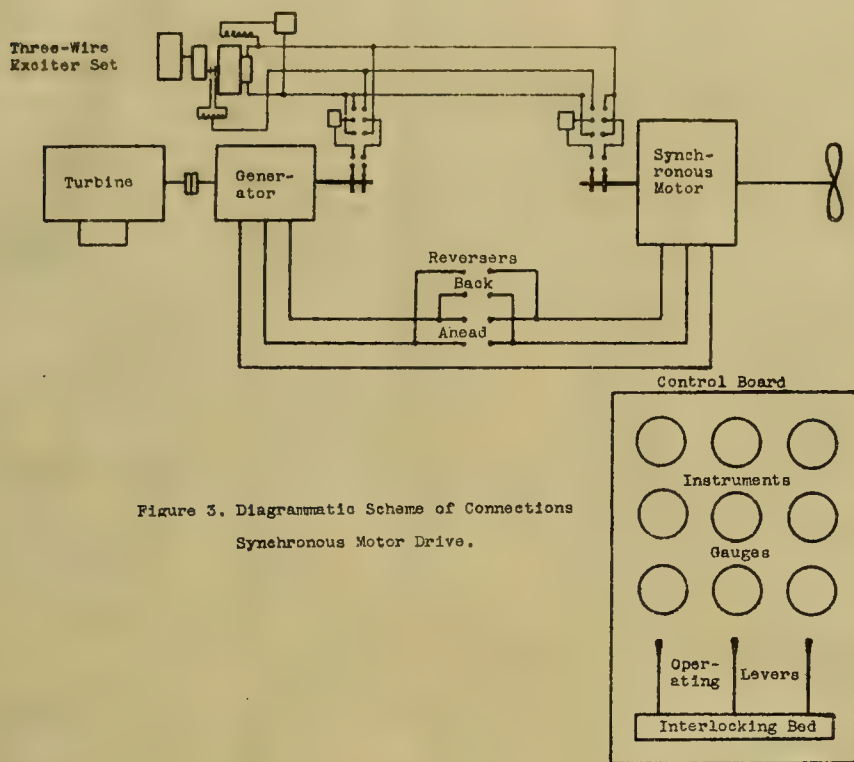 Three-Wire
Exciter Set
Turbine
Gener-
ator
Synch-
ronous
Motor
Reversers
Back
Ahead
Control Board
Instruments
Gauges
Oper-
ating
Levers
Interlocking Bed
Figure 3. Diagrammatic Scheme of Connections
Synchronous Motor Drive.